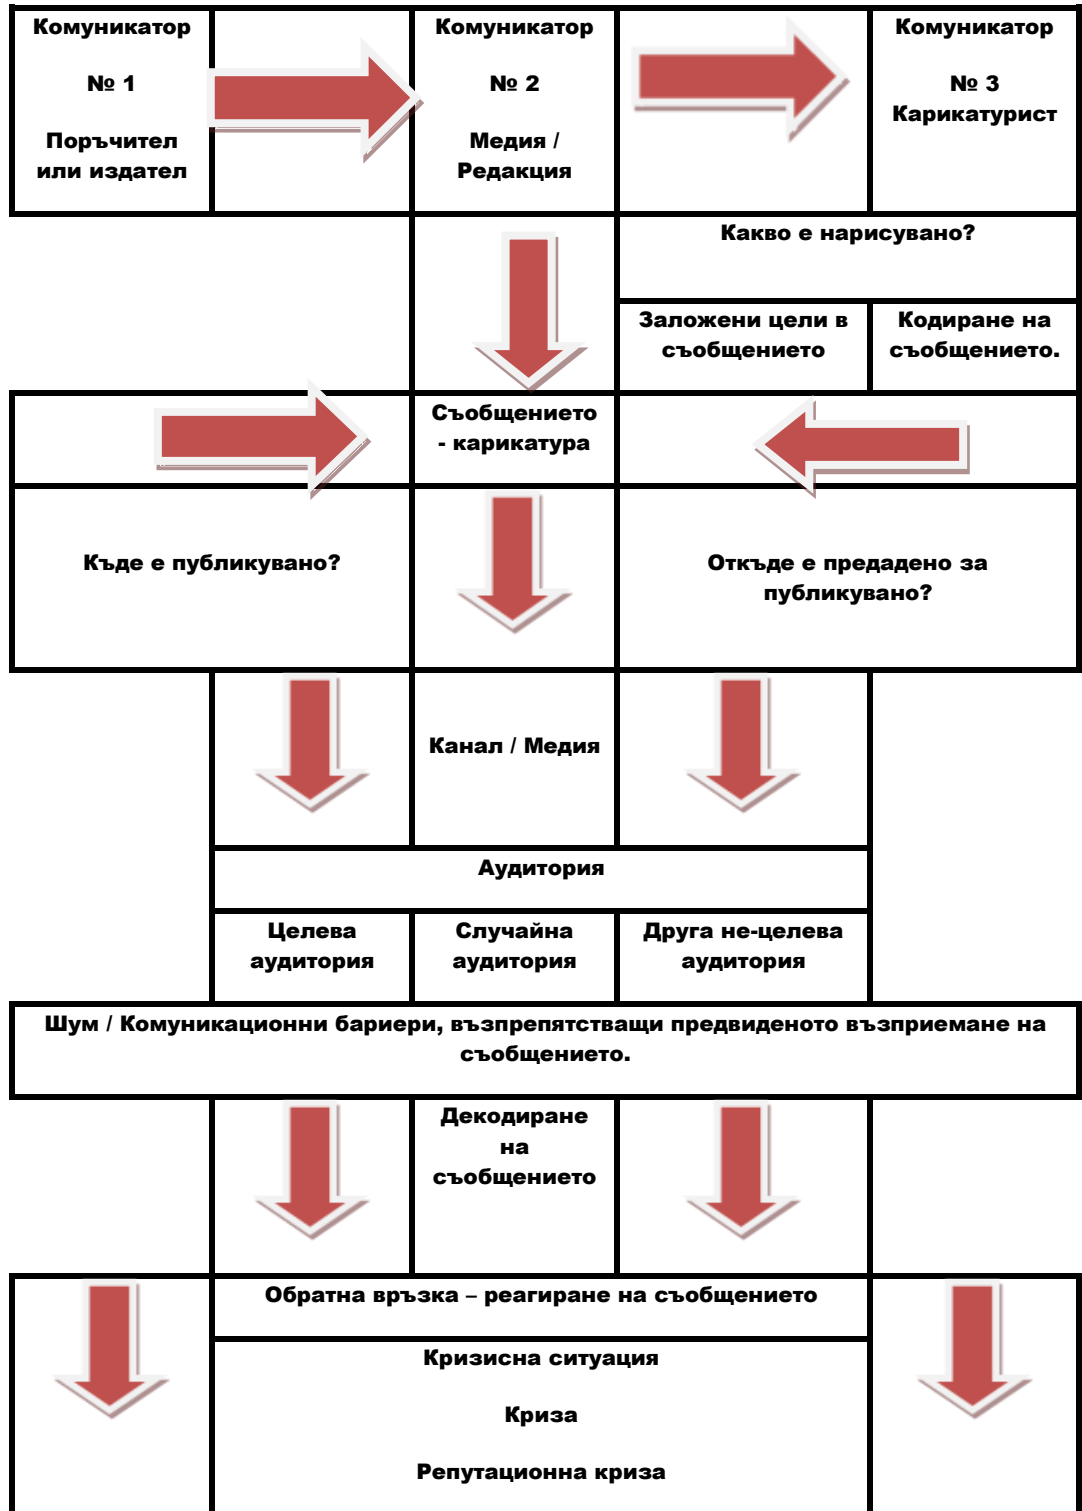 Комуникатор
№ 1
Поръчител
или издател
Комуникатор
№ 2
Медия /
Редакция
Комуникатор
№ 3
Карикатурист
Какво е нарисувано?
Заложени цели в
съобщението
Кодиране на
съобщението.
Съобщението
- карикатура
Къде е публикувано?
Откъде е предадено за
публикувано?
Канал / Медия
Аудитория
Целева
аудитория
Случайна
аудитория
Друга не-целева
аудитория
Шум / Комуникационни бариери, възпрепятстващи предвиденото възприемане на
съобщението.
Декодиране
на
съобщението
Обратна връзка – реагиране на съобщението
Кризисна ситуация
Криза
Репутационна криза